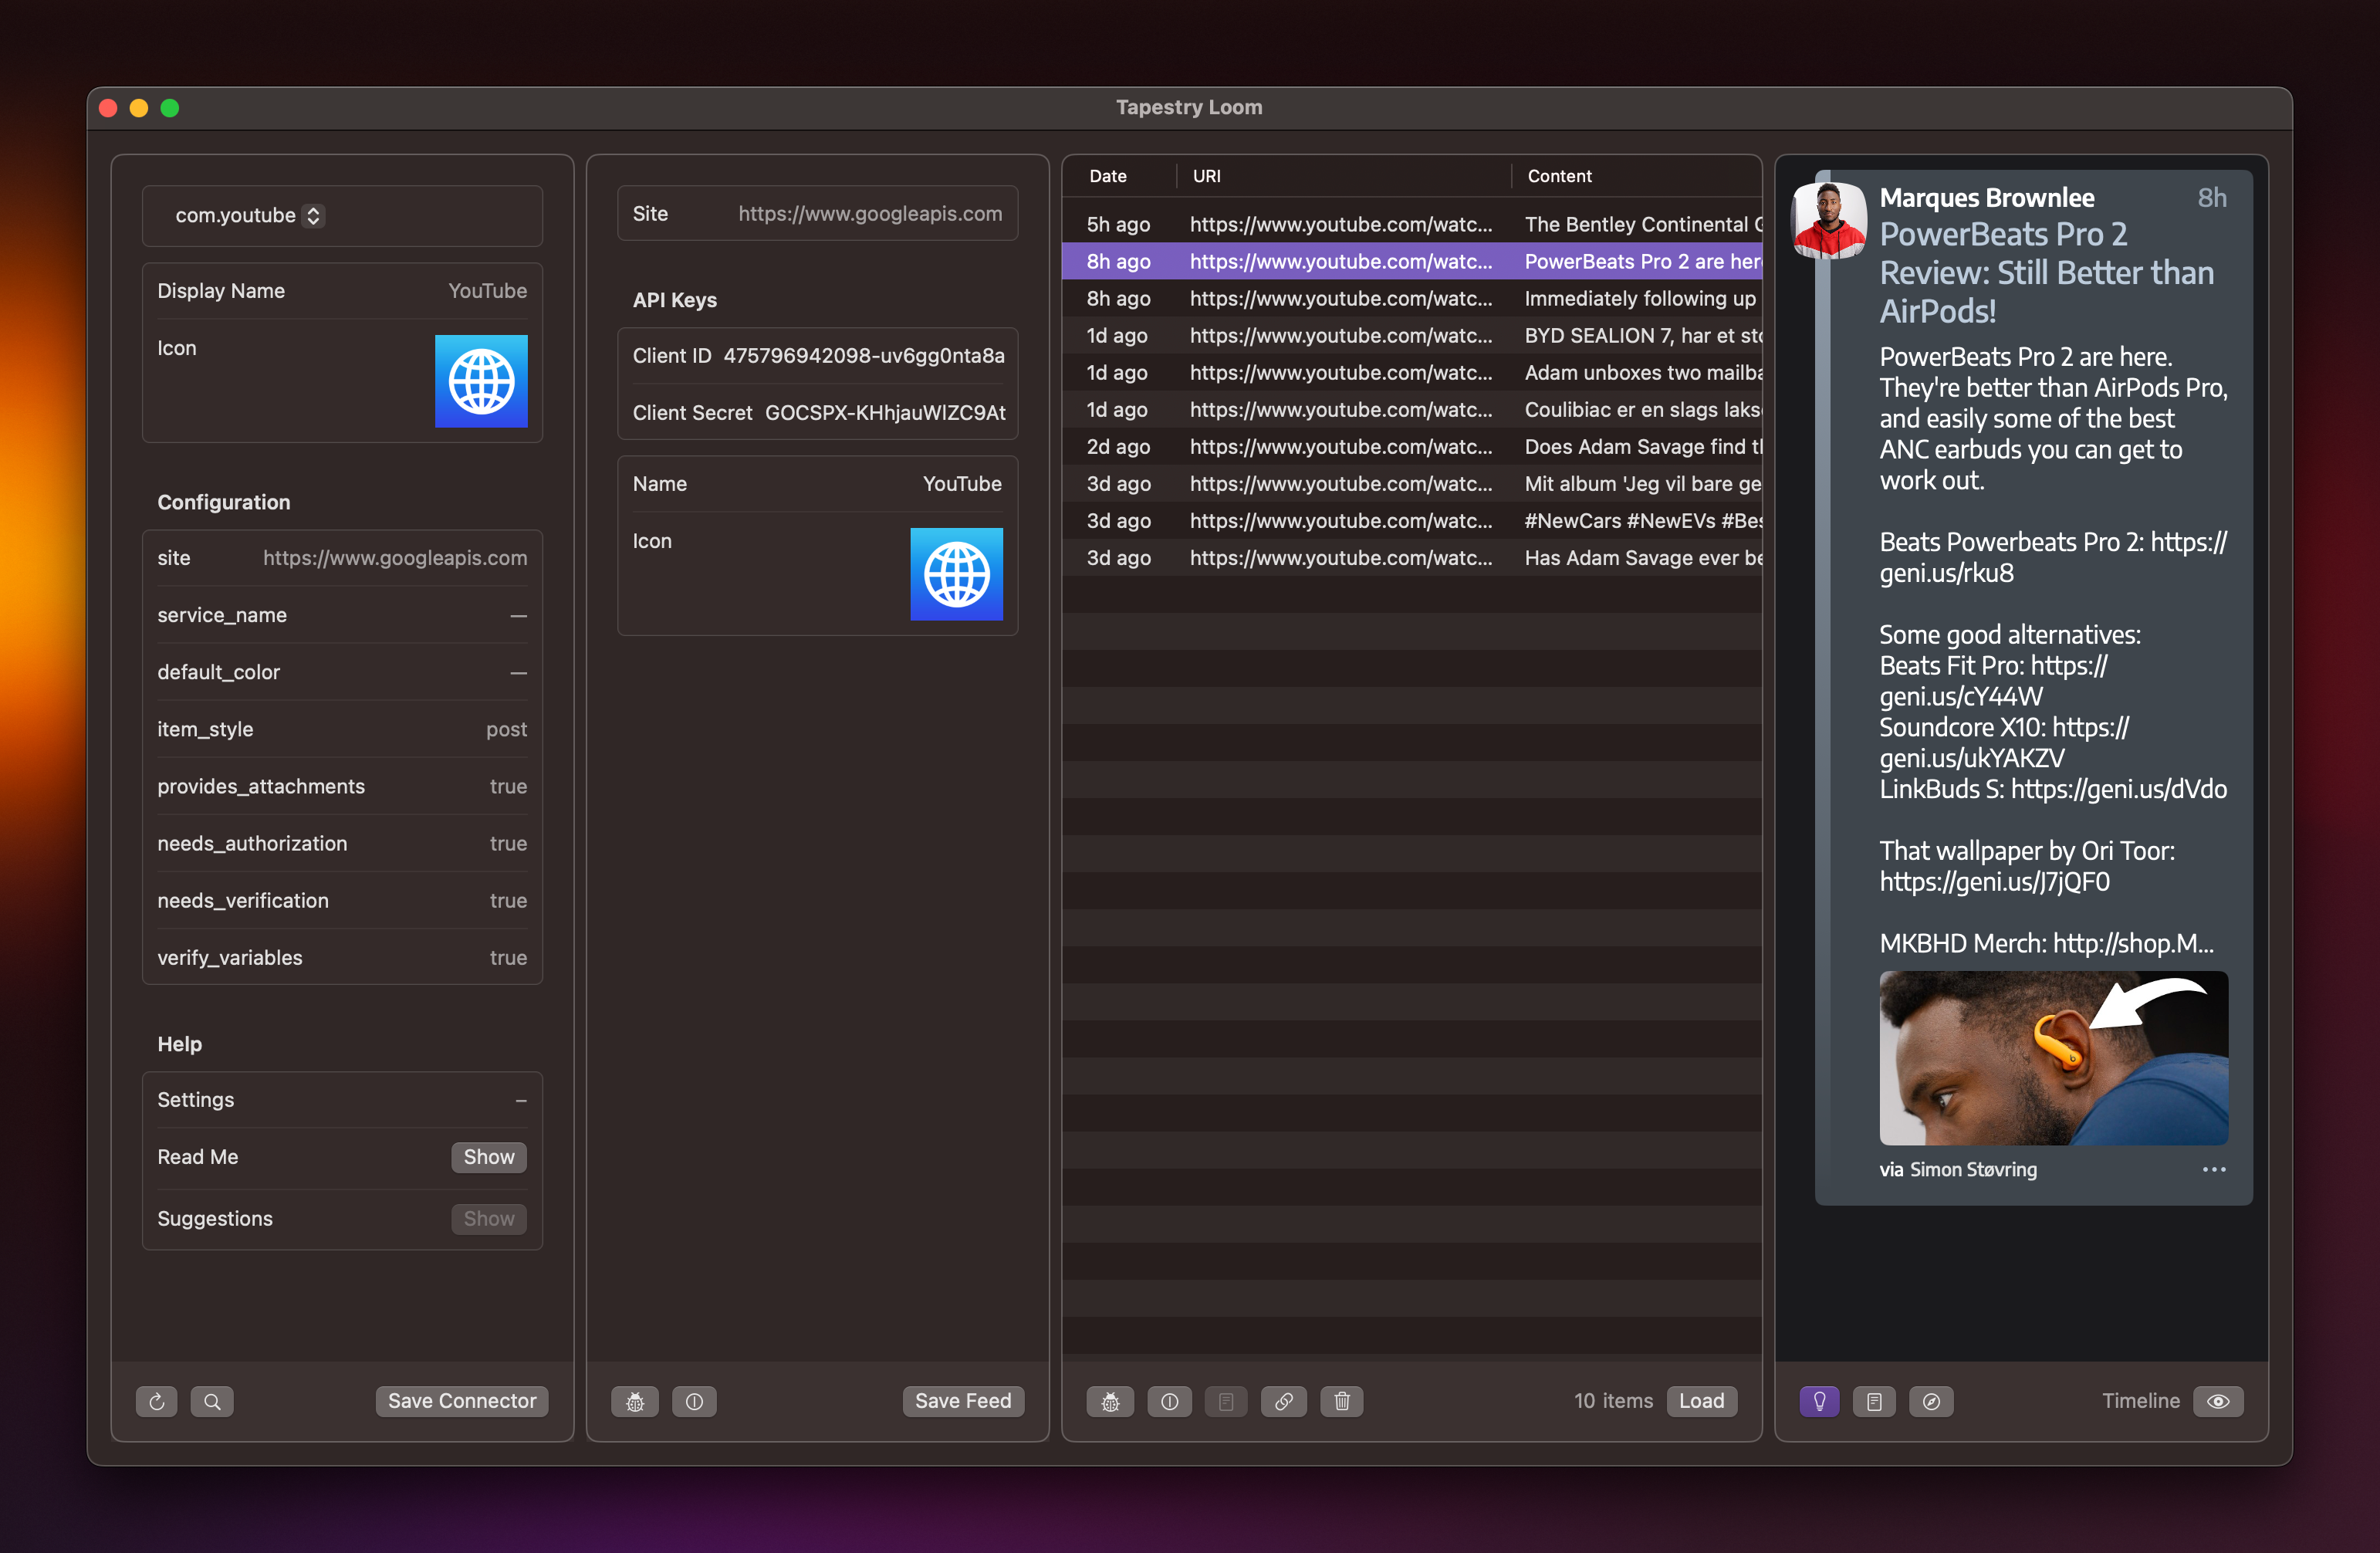 Tapestry Loom
com.youtube
Display Name YouTube
Icon
Configuration
site https://www.googleapis.com
service_name —
default_color —
item_style post
provides_attachments true
needs_authorization true
needs_verification true
verify_variables true
Help
Settings –
Read Me Show
Suggestions Show
Save Connector
Site https://www.googleapis.com
API Keys
Client ID 475796942098-uv6gg0nta8a
Client Secret GOCSPX-KHhjauWIZC9At
Name YouTube
Icon
Save Feed
Date URI Content
5h ago https://www.youtube.com/watc... The Bentley Continental G
8h ago https://www.youtube.com/watc... PowerBeats Pro 2 are here
8h ago https://www.youtube.com/watc... Immediately following up
1d ago https://www.youtube.com/watc... BYD SEALION 7, har et sto
1d ago https://www.youtube.com/watc... Adam unboxes two mailba
1d ago https://www.youtube.com/watc... Coulibiac er en slags lakse
2d ago https://www.youtube.com/watc... Does Adam Savage find th
3d ago https://www.youtube.com/watc... Mit album 'Jeg vil bare ge
3d ago https://www.youtube.com/watc... #NewCars #NewEVs #Bes
3d ago https://www.youtube.com/watc... Has Adam Savage ever be
10 items Load
Marques Brownlee 8h
PowerBeats Pro 2
Review: Still Better than
AirPods!
PowerBeats Pro 2 are here.
They're better than AirPods Pro,
and easily some of the best
ANC earbuds you can get to
work out.
Beats Powerbeats Pro 2: https://
geni.us/rku8
Some good alternatives:
Beats Fit Pro: https://
geni.us/cY44W
Soundcore X10: https://
geni.us/ukYAKZV
LinkBuds S: https://geni.us/dVdo
That wallpaper by Ori Toor:
https://geni.us/J7jQF0
MKBHD Merch: http://shop.M...
via Simon Støvring
Timeline